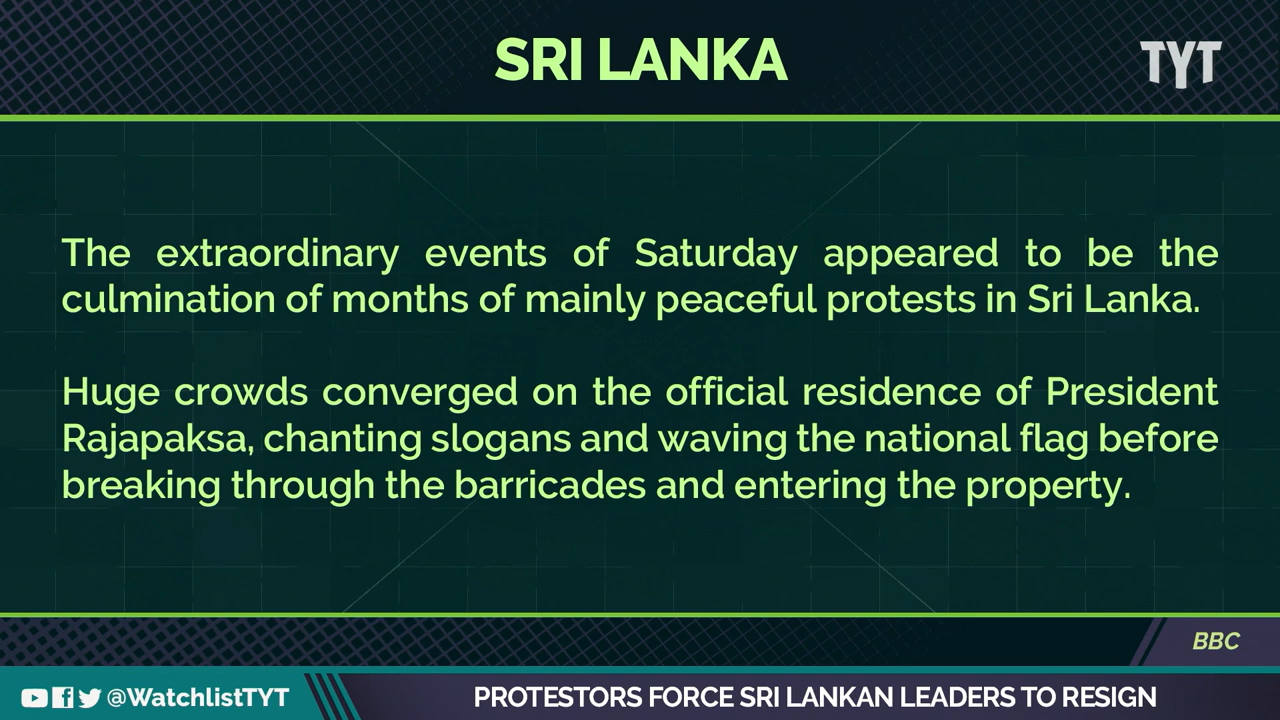 SRI LANKA
TYT
The extraordinary events of Saturday appeared to be the
culmination of months of mainly peaceful protests in Sri Lanka.
Huge crowds converged on the official residence of President
Rajapaksa, chanting slogans and waving the national flag before
breaking through the barricades and entering the property.
BBC
@WatchlistTYT
PROTESTORS FORCE SRI LANKAN LEADERS TO RESIGN